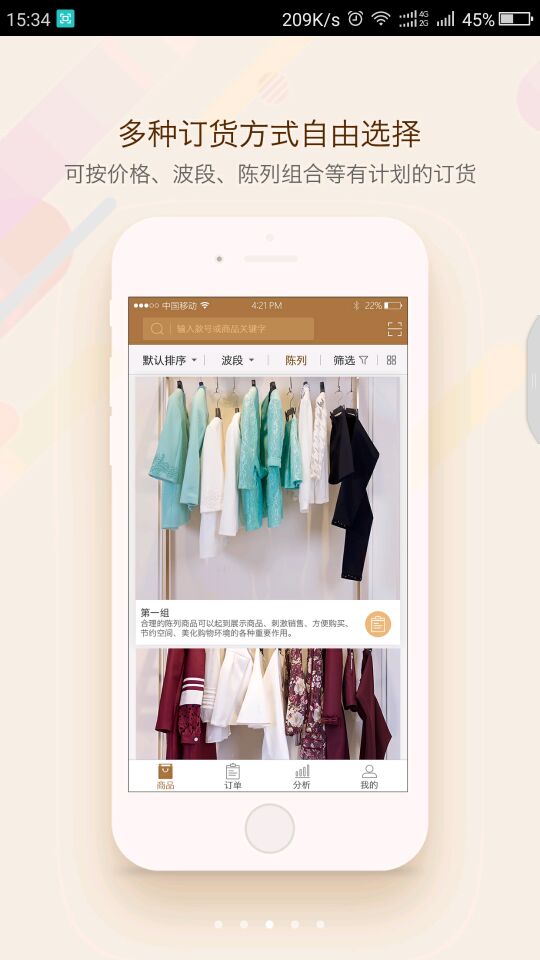 15:34
209K/s
4G
2G
45%
多种订货方式自由选择
可按价格、波段、陈列组合等有计划的订货
中国移动
4:21 PM
22%
输入款号或商品关键字
默认排序
波段
陈列
筛选
第一组
合理的陈列商品可以起到展示商品、刺激销售、方便购买、
节约空间、美化购物环境的各种重要作用。
商品
订单
分析
我的